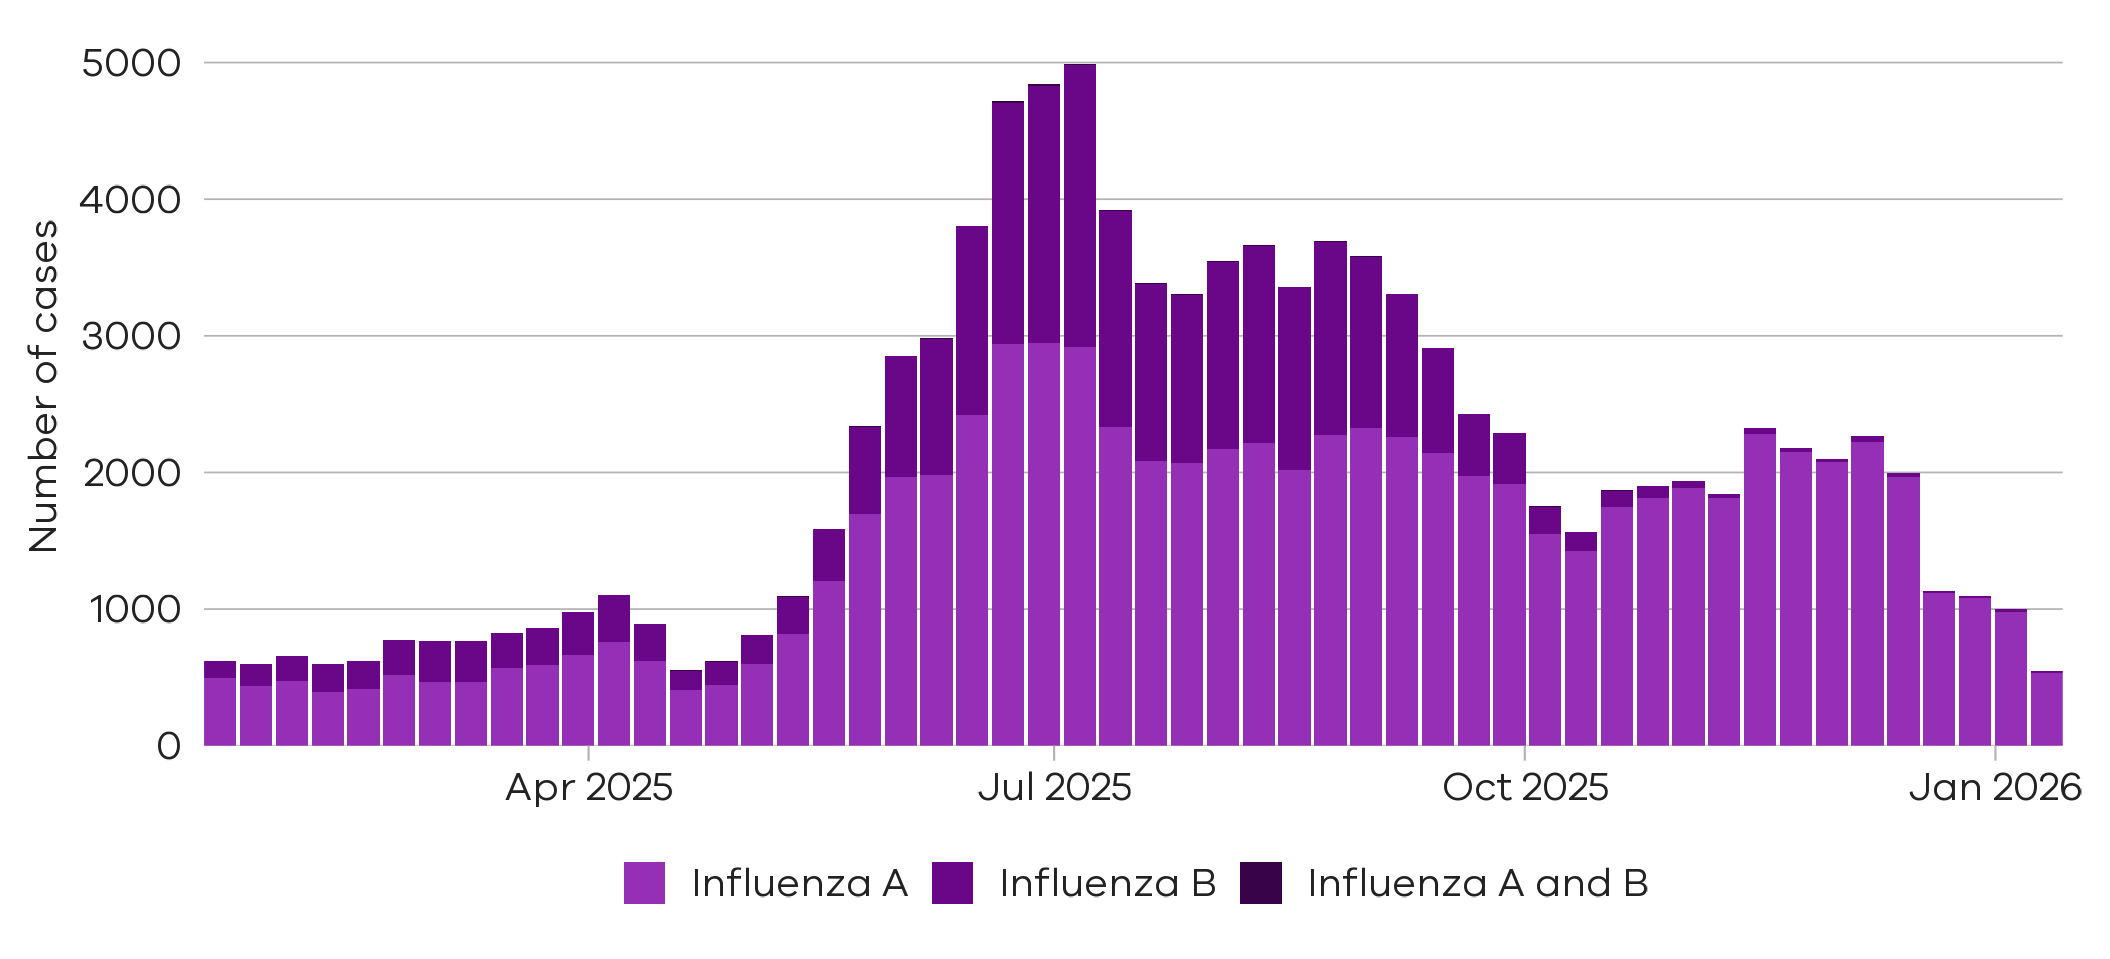 Number of cases
5000
4000
3000
2000
1000
0
Apr 2025 Jul 2025 Oct 2025 Jan 2026
Influenza A Influenza B Influenza A and B